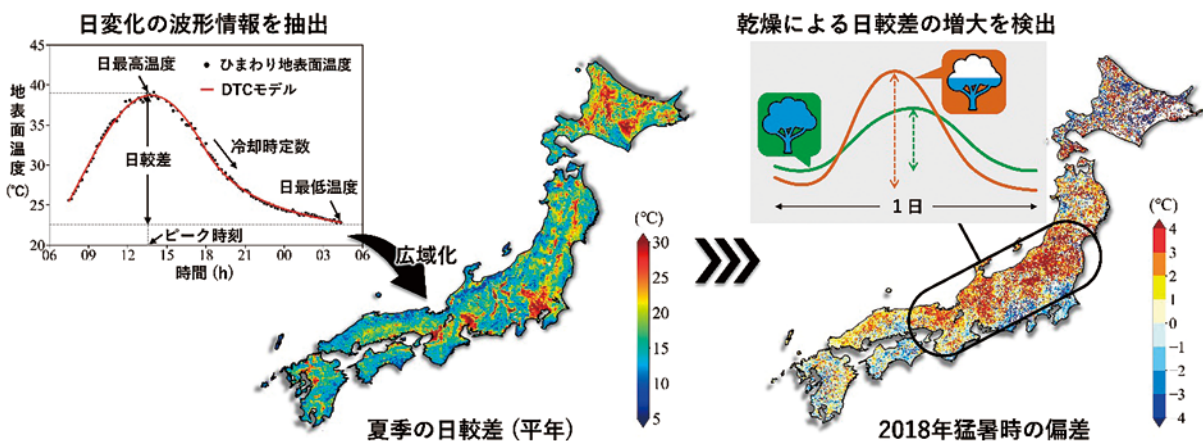 日変化の波形情報を抽出
乾燥による日較差の増大を検出
45
40
35
30
25
20
地表面温度
(℃)
日最高温度
ひまわり地表面温度
DTCモデル
日較差
冷却時定数
日最低温度
ピーク時刻
06 09 12 15 18 21 00 03 06
時間 (h)
広域化
(℃)
30
25
20
15
10
5
夏季の日較差 (平年)
1日
(℃)
4
3
2
1
0
−1
−2
−3
4
2018年猛暑時の偏差